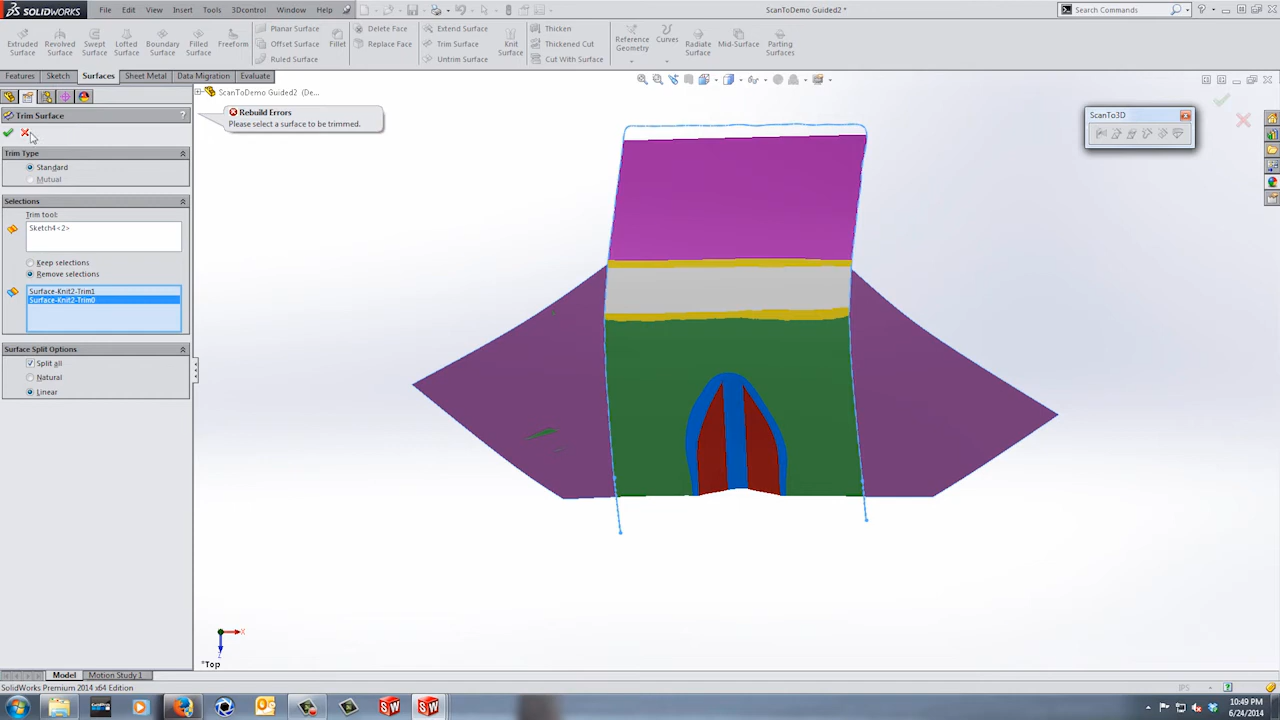 SOLIDWORKS File Edit View Insert Tools 3Dcontrol Window Help ScanToDemo Guided2 * Search Commands
Extruded Surface
Revolved Surface
Swept Surface
Lofted Surface
Boundary Surface
Filled Surface
Freeform
Planar Surface
Offset Surface
Ruled Surface
Fillet
Delete Face
Replace Face
Extend Surface
Trim Surface
Untrim Surface
Knit Surface
Thicken
Thickened Cut
Cut With Surface
Reference Geometry
Curves
Radiate Surface
Mid-Surface
Parting Surfaces
Features Sketch Surfaces Sheet Metal Data Migration Evaluate
ScanToDemo Guided2 (De...
Trim Surface ?
Rebuild Errors
Please select a surface to be trimmed.
ScanTo3D
Trim Type
Standard
Mutual
Selections
Trim tool:
Sketch4<2>
Keep selections
Remove selections
Surface-Knit2-Trim1
Surface-Knit2-Trim0
Surface Split Options
Split all
Natural
Linear
X
Z
*Top
Model Motion Study 1
SolidWorks Premium 2014 x64 Edition IPS
10:49 PM
6/24/2014